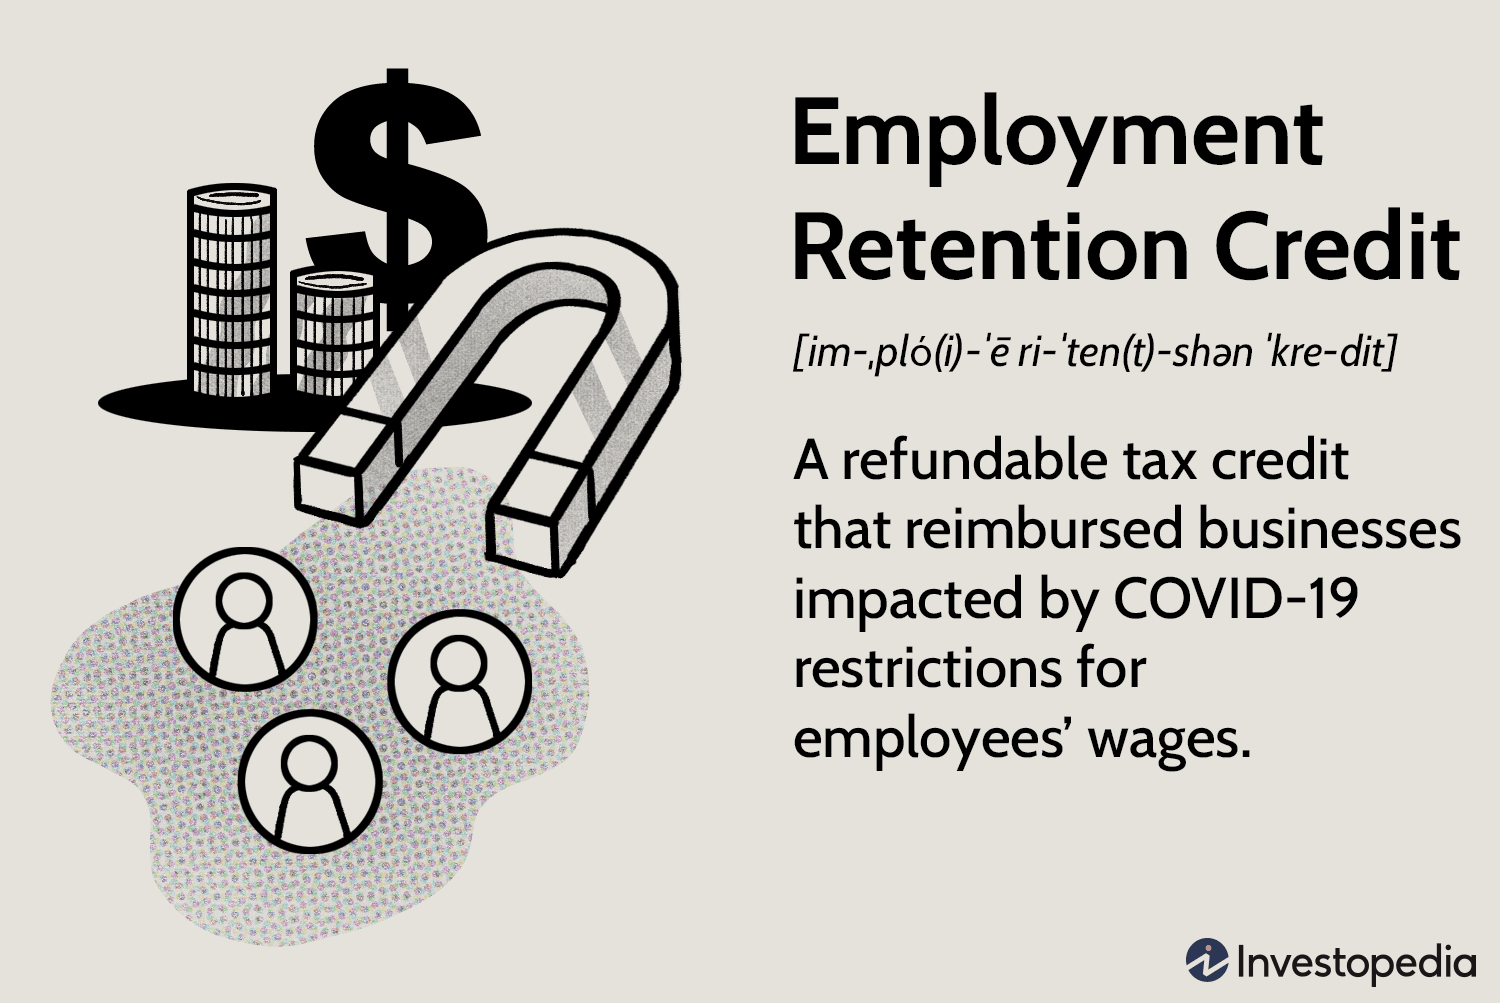 Employment
Retention Credit
[im-ˌpló(i)-ˈē ri-ˈten(t)-shən ˈkre-dit]
A refundable tax credit
that reimbursed businesses
impacted by COVID-19
restrictions for
employees’ wages.
Investopedia